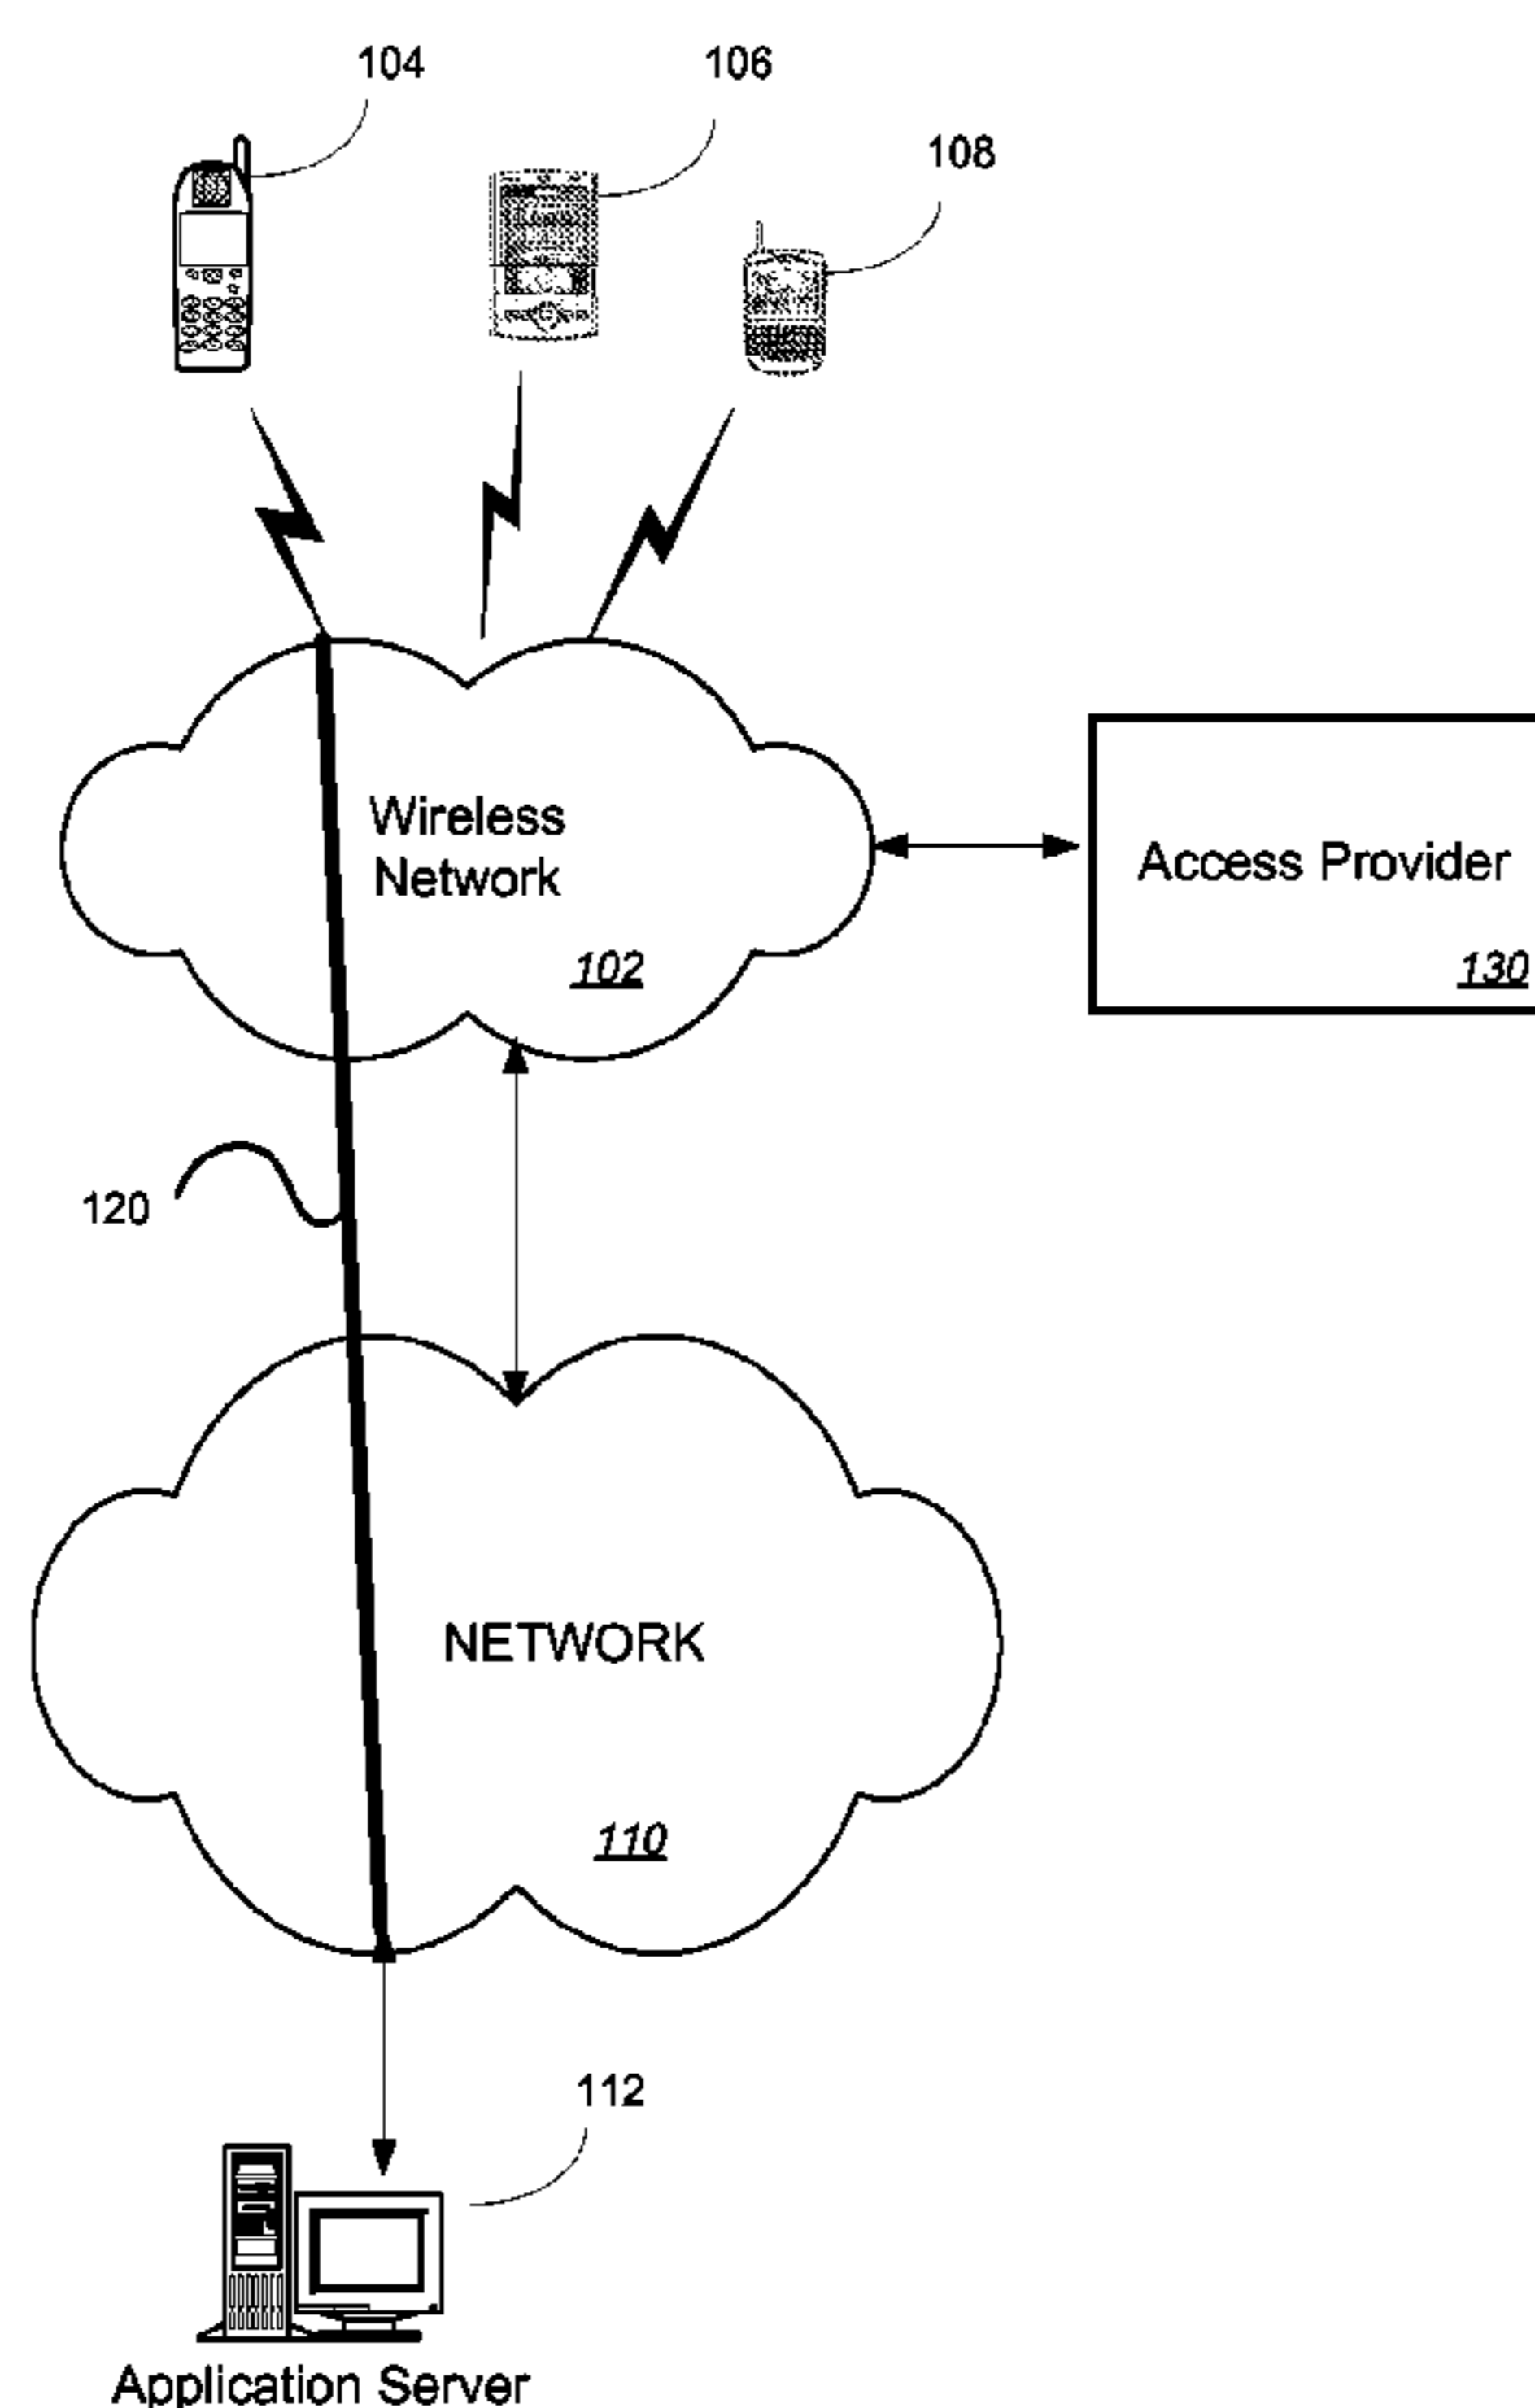 104
106
108
Wireless
Network
102
Access Provider
130
120
NETWORK
110
112
Application Server